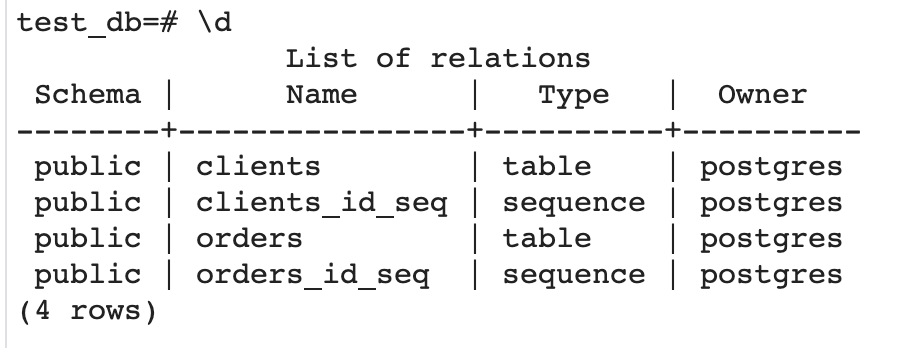 test_db=# \d
List of relations
Schema | Name | Type | Owner
--------+----------------+----------+----------
public | clients | table | postgres
public | clients_id_seq | sequence | postgres
public | orders | table | postgres
public | orders_id_seq | sequence | postgres
(4 rows)